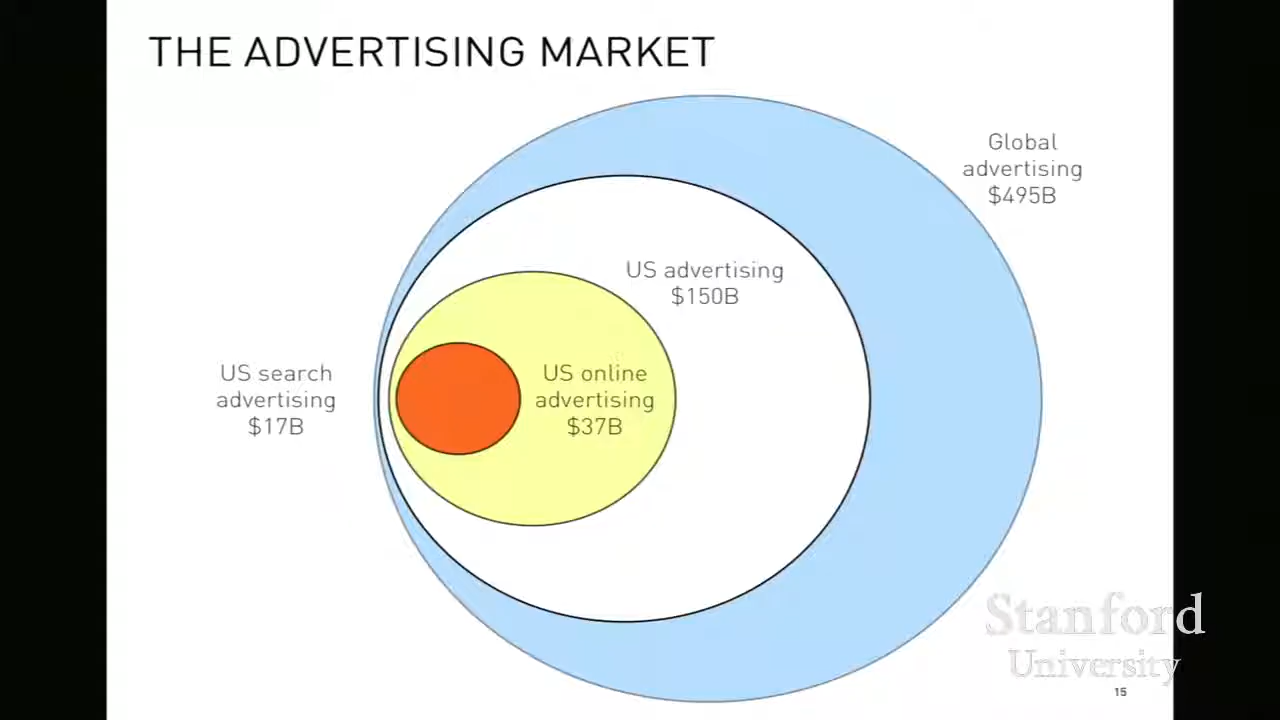 THE ADVERTISING MARKET
Global
advertising
$495B
US advertising
$150B
US search
advertising
$17B
US online
advertising
$37B
Stanford
University
15